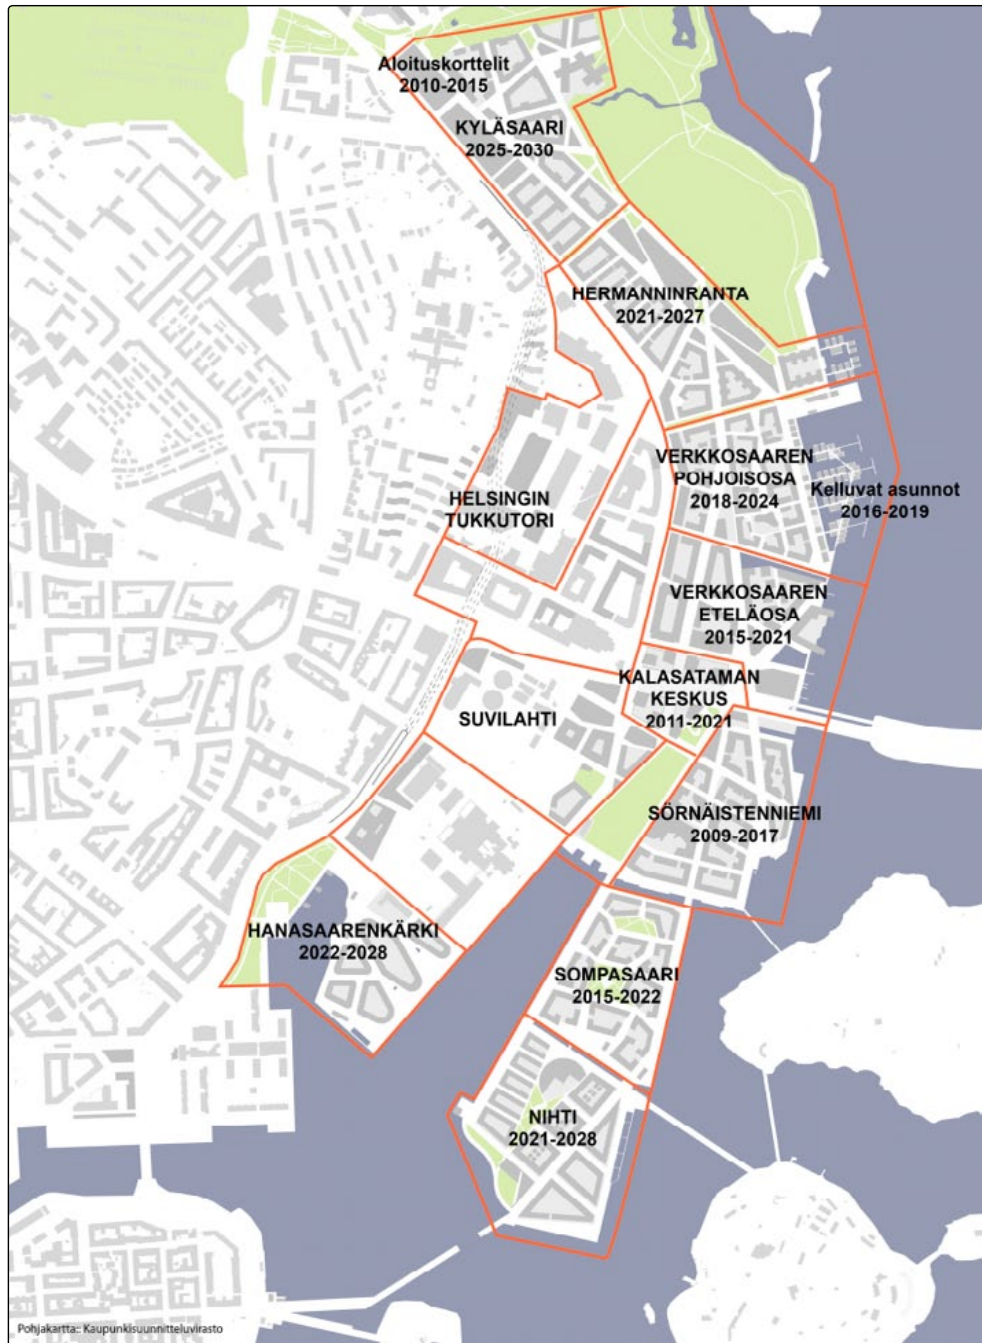 Aloituskorttelit
2010-2015
KYLÄSAARI
2025-2030
HERMANNINRANTA
2021-2027
VERKKOSAAREN
POHJOISOSA
2018-2024
Kelluvat asunnot
2016-2019
HELSINGIN
TUKKUTORI
VERKKOSAAREN
ETELÄOSA
2015-2021
KALASATAMAN
KESKUS
2011-2021
SUVILAHTI
SÖRNÄISTENNIEMI
2009-2017
HANASAARENKÄRKI
2022-2028
SOMPASAARI
2015-2022
NIHTI
2021-2028
Pohjakartta:: Kaupunkisuunnitteluvirasto